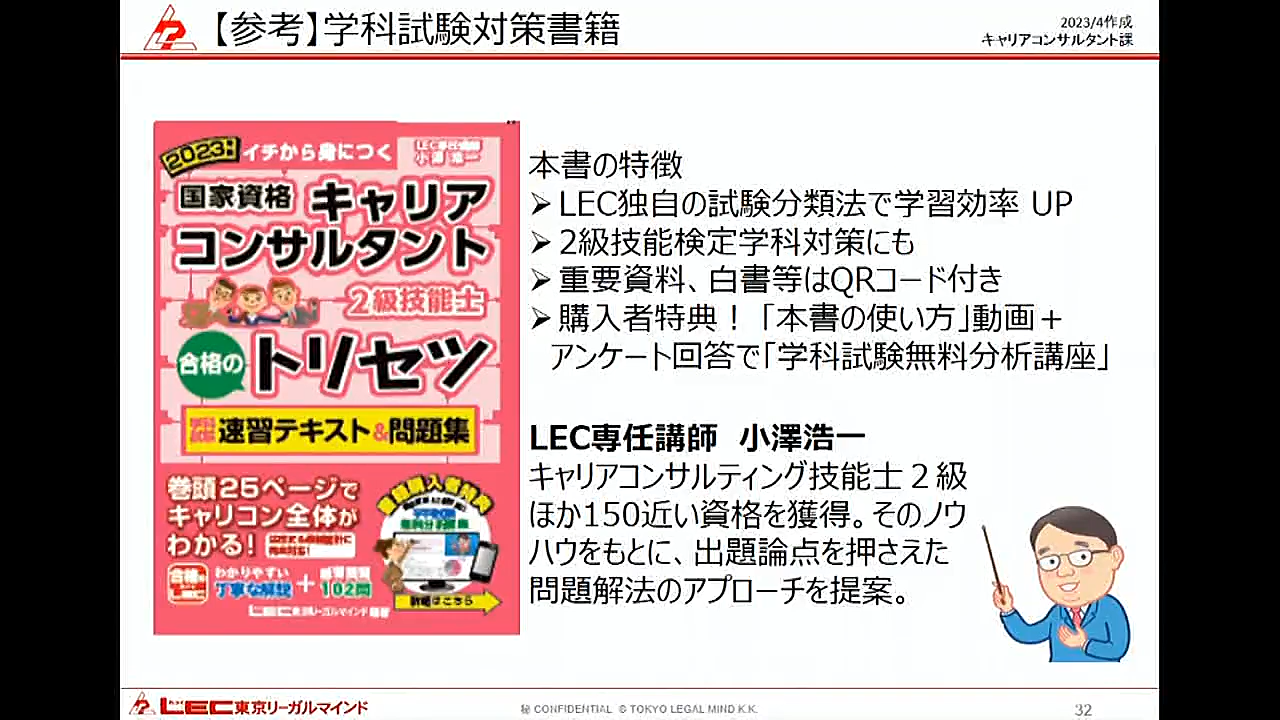 【参考】学科試験対策書籍
2023/4作成
キャリアコンサルタント課
2023年版 イチから身につく
LEC専任講師
小澤浩一
国家資格 キャリア
コンサルタント
2級技能士
合格の トリセツ
学科試験 速習テキスト&問題集
巻頭25ページで
キャリコン全体が
わかる!
わかりやすい
丁寧な解説
+
102問
詳細はこちら
LEC東京リーガルマインド
本書の特徴
➢LEC独自の試験分類法で学習効率 UP
➢2級技能検定学科対策にも
➢重要資料、白書等はQRコード付き
➢購入者特典！「本書の使い方」動画＋
アンケート回答で「学科試験無料分析講座」
LEC専任講師 小澤浩一
キャリアコンサルティング技能士２級
ほか150近い資格を獲得。そのノウ
ハウをもとに、出題論点を押さえた
問題解法のアプローチを提案。
LEC東京リーガルマインド
㊙ CONFIDENTIAL © TOKYO LEGAL MIND K.K.
32